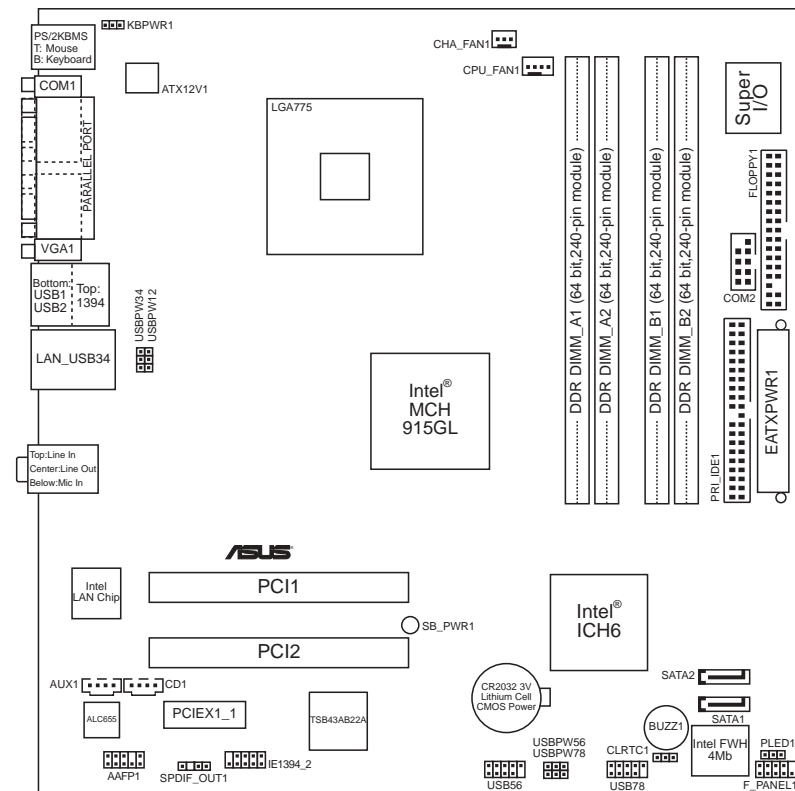 KBPWR1
PS/2KBMS
T: Mouse
B: Keyboard
CHA_FAN1
CPU_FAN1
COM1
ATX12V1
LGA775
Super
I/O
PARALLEL PORT
FLOPPY1
VGA1
DDR DIMM_A1 (64 bit,240-pin module)
DDR DIMM_A2 (64 bit,240-pin module)
DDR DIMM_B1 (64 bit,240-pin module)
DDR DIMM_B2 (64 bit,240-pin module)
COM2
Bottom:
USB1
USB2
Top:
1394
USBPW34
USBPW12
LAN_USB34
Intel®
MCH
915GL
EATXPWR1
PRI_IDE1
Top:Line In
Center:Line Out
Below:Mic In
ASUS
Intel
LAN Chip
PCI1
SB_PWR1
PCI2
Intel®
ICH6
SATA2
AUX1
CD1
CR2032 3V
Lithium Cell
CMOS Power
SATA1
ALC655
PCIEX1_1
TSB43AB22A
BUZZ1
Intel FWH
4Mb
PLED1
USBPW56
USBPW78
CLRTC1
AAFP1
SPDIF_OUT1
IE1394_2
USB56
USB78
F_PANEL1